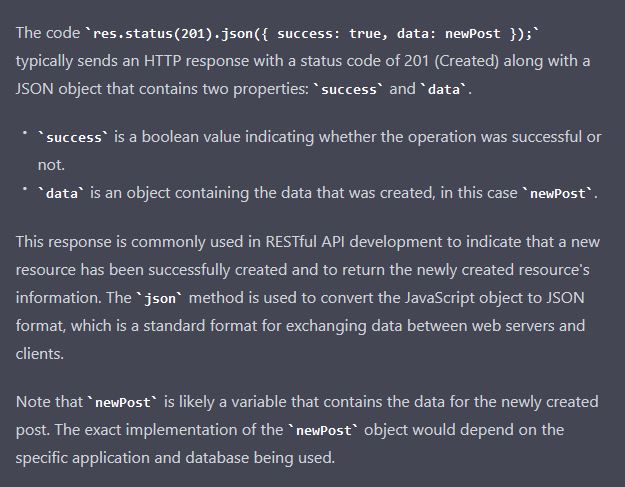 The code `res.status(201).json({ success: true, data: newPost });`
typically sends an HTTP response with a status code of 201 (Created) along with a
JSON object that contains two properties: `success` and `data`.
• `success` is a boolean value indicating whether the operation was successful or
not.
• `data` is an object containing the data that was created, in this case `newPost`.
This response is commonly used in RESTful API development to indicate that a new
resource has been successfully created and to return the newly created resource's
information. The `json` method is used to convert the JavaScript object to JSON
format, which is a standard format for exchanging data between web servers and
clients.
Note that `newPost` is likely a variable that contains the data for the newly created
post. The exact implementation of the `newPost` object would depend on the
specific application and database being used.